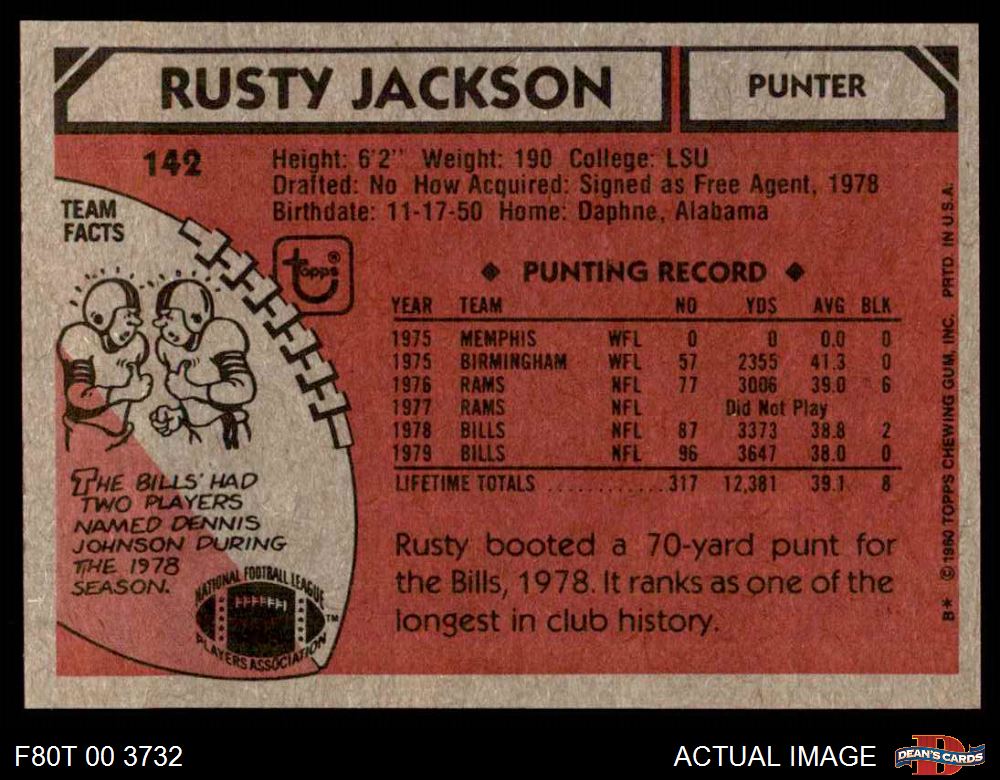 RUSTY JACKSON
PUNTER
142
Height: 6'2" Weight: 190 College: LSU
Drafted: No How Acquired: Signed as Free Agent, 1978
Birthdate: 11-17-50 Home: Daphne, Alabama
TEAM
FACTS
topps®
PUNTING RECORD
YEAR TEAM NO YDS AVG BLK
1975 MEMPHIS WFL 0 0 0.0 0
1975 BIRMINGHAM WFL 57 2355 41.3 0
1976 RAMS NFL 77 3006 39.0 6
1977 RAMS NFL Did Not Play
1978 BILLS NFL 87 3373 38.8 2
1979 BILLS NFL 96 3647 38.0 0
LIFETIME TOTALS ............317 12,381 39.1 8
THE BILLS' HAD
TWO PLAYERS
NAMED DENNIS
JOHNSON DURING
THE 1978
SEASON.
NATIONAL FOOTBALL LEAGUE
PLAYERS ASSOCIATION
TM
Rusty booted a 70-yard punt for
the Bills, 1978. It ranks as one of the
longest in club history.
B* © 1980 TOPPS CHEWING GUM, INC. PRTD. IN U.S.A.
F80T 00 3732
ACTUAL IMAGE
D
DEAN'S CARDS